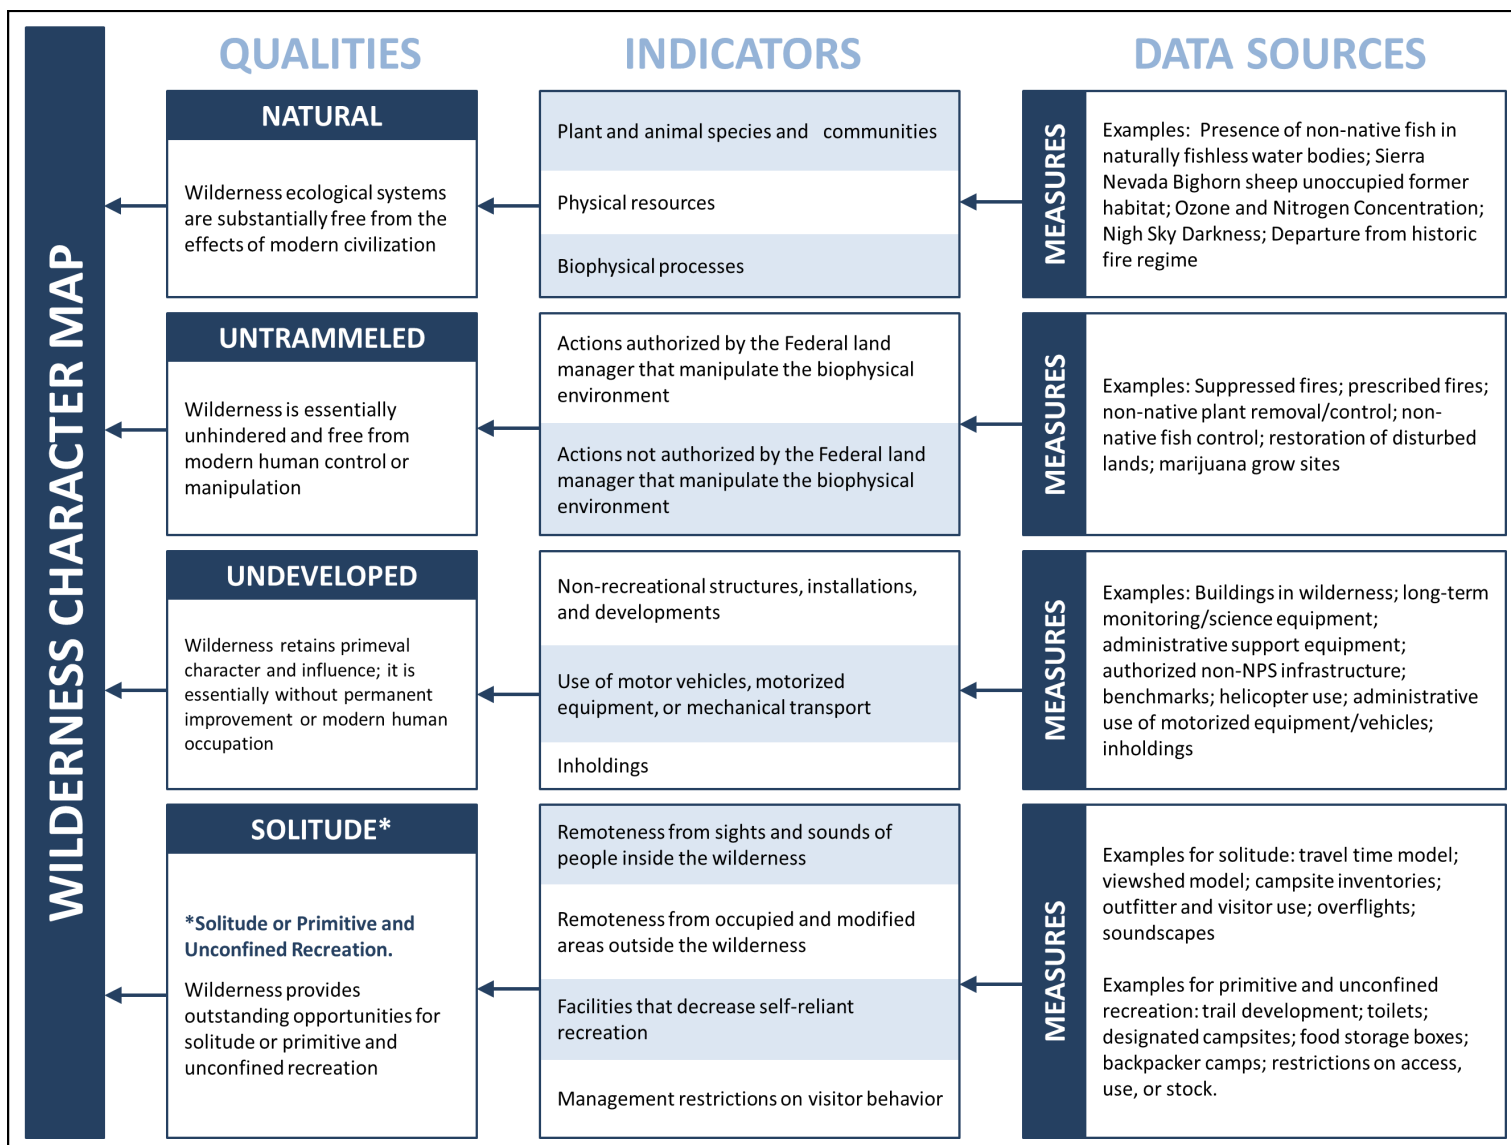 WILDERNESS CHARACTER MAP
QUALITIES
INDICATORS
DATA SOURCES
NATURAL
Wilderness ecological systems
are substantially free from the
effects of modern civilization
Plant and animal species and communities
Physical resources
Biophysical processes
MEASURES
Examples: Presence of non-native fish in
naturally fishless water bodies; Sierra
Nevada Bighorn sheep unoccupied former
habitat; Ozone and Nitrogen Concentration;
Nigh Sky Darkness; Departure from historic
fire regime
UNTRAMMELED
Wilderness is essentially
unhindered and free from
modern human control or
manipulation
Actions authorized by the Federal land
manager that manipulate the biophysical
environment
Actions not authorized by the Federal land
manager that manipulate the biophysical
environment
MEASURES
Examples: Suppressed fires; prescribed fires;
non-native plant removal/control; non-
native fish control; restoration of disturbed
lands; marijuana grow sites
UNDEVELOPED
Wilderness retains primeval
character and influence; it is
essentially without permanent
improvement or modern human
occupation
Non-recreational structures, installations,
and developments
Use of motor vehicles, motorized
equipment, or mechanical transport
Inholdings
MEASURES
Examples: Buildings in wilderness; long-term
monitoring/science equipment;
administrative support equipment;
authorized non-NPS infrastructure;
benchmarks; helicopter use; administrative
use of motorized equipment/vehicles;
inholdings
SOLITUDE*
*Solitude or Primitive and
Unconfined Recreation.
Wilderness provides
outstanding opportunities for
solitude or primitive and
unconfined recreation
Remoteness from sights and sounds of
people inside the wilderness
Remoteness from occupied and modified
areas outside the wilderness
Facilities that decrease self-reliant
recreation
Management restrictions on visitor behavior
MEASURES
Examples for solitude: travel time model;
viewshed model; campsite inventories;
outfitter and visitor use; overflights;
soundscapes
Examples for primitive and unconfined
recreation: trail development; toilets;
designated campsites; food storage boxes;
backpacker camps; restrictions on access,
use, or stock.